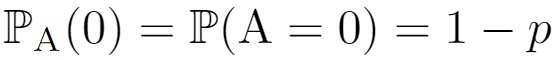 ℙ_A(0) = ℙ(A = 0) = 1 − p